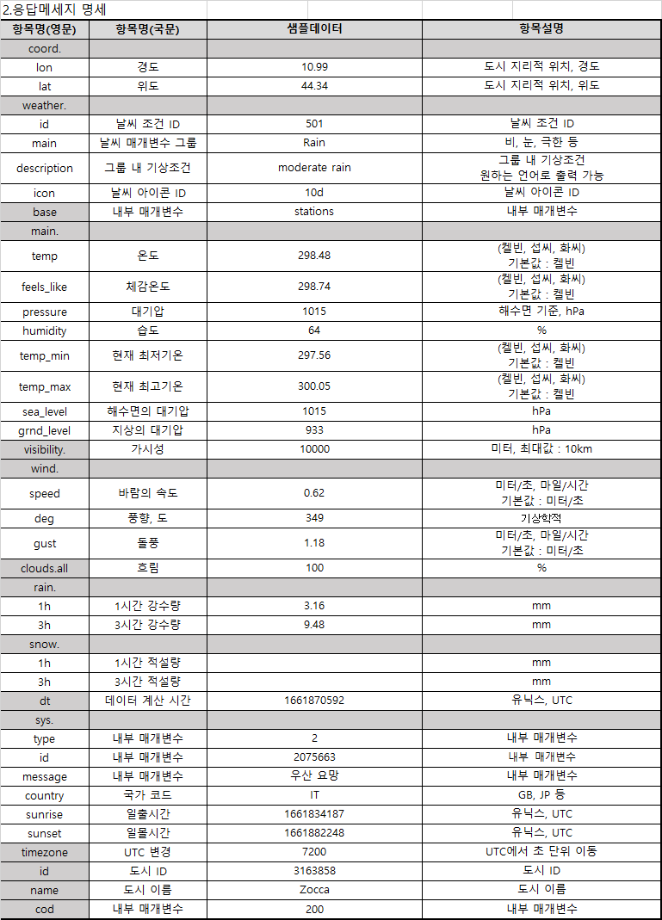 2.응답메세지 명세
항목명(영문) 항목명(국문) 샘플데이터 항목설명
coord.
lon 경도 10.99 도시 지리적 위치, 경도
lat 위도 44.34 도시 지리적 위치, 위도
weather.
id 날씨 조건 ID 501 날씨 조건 ID
main 날씨 매개변수 그룹 Rain 비, 눈, 극한 등
description 그룹 내 기상조건 moderate rain 그룹 내 기상조건
원하는 언어로 출력 가능
icon 날씨 아이콘 ID 10d 날씨 아이콘 ID
base 내부 매개변수 stations 내부 매개변수
main.
temp 온도 298.48 (켈빈, 섭씨, 화씨)
기본값 : 켈빈
feels_like 체감온도 298.74 (켈빈, 섭씨, 화씨)
기본값 : 켈빈
pressure 대기압 1015 해수면 기준, hPa
humidity 습도 64 %
temp_min 현재 최저기온 297.56 (켈빈, 섭씨, 화씨)
기본값 : 켈빈
temp_max 현재 최고기온 300.05 (켈빈, 섭씨, 화씨)
기본값 : 켈빈
sea_level 해수면의 대기압 1015 hPa
grnd_level 지상의 대기압 933 hPa
visibility. 가시성 10000 미터, 최대값 : 10km
wind.
speed 바람의 속도 0.62 미터/초, 마일/시간
기본값 : 미터/초
deg 풍향, 도 349 기상학적
gust 돌풍 1.18 미터/초, 마일/시간
기본값 : 미터/초
clouds.all 흐림 100 %
rain.
1h 1시간 강수량 3.16 mm
3h 3시간 강수량 9.48 mm
snow.
1h 1시간 적설량 mm
3h 3시간 적설량 mm
dt 데이터 계산 시간 1661870592 유닉스, UTC
sys.
type 내부 매개변수 2 내부 매개변수
id 내부 매개변수 2075663 내부 매개변수
message 내부 매개변수 우산 요망 내부 매개변수
country 국가 코드 IT GB, JP 등
sunrise 일출시간 1661834187 유닉스, UTC
sunset 일몰시간 1661882248 유닉스, UTC
timezone UTC 변경 7200 UTC에서 초 단위 이동
id 도시 ID 3163858 도시 ID
name 도시 이름 Zocca 도시 이름
cod 내부 매개변수 200 내부 매개변수